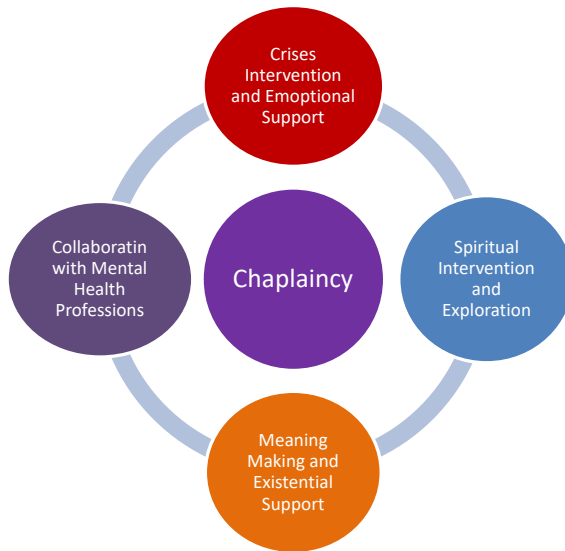 Crises
Intervention
and Emoptional
Support
Collaboratin
with Mental
Health
Professions
Chaplaincy
Spiritual
Intervention
and
Exploration
Meaning
Making and
Existential
Support